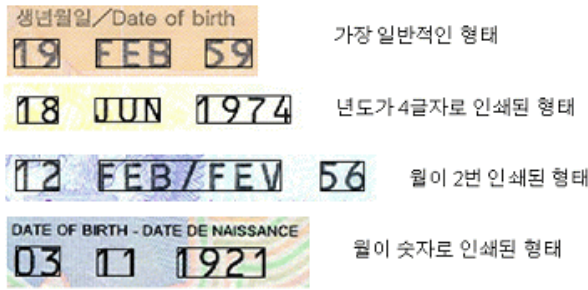 생년월일/Date of birth
19 FEB 59
가장 일반적인 형태
18 JUN 1974
년도가 4글자로 인쇄된 형태
12 FEB/FEV 56
월이 2번 인쇄된 형태
DATE OF BIRTH - DATE DE NAISSANCE
03 11 1921
월이 숫자로 인쇄된 형태